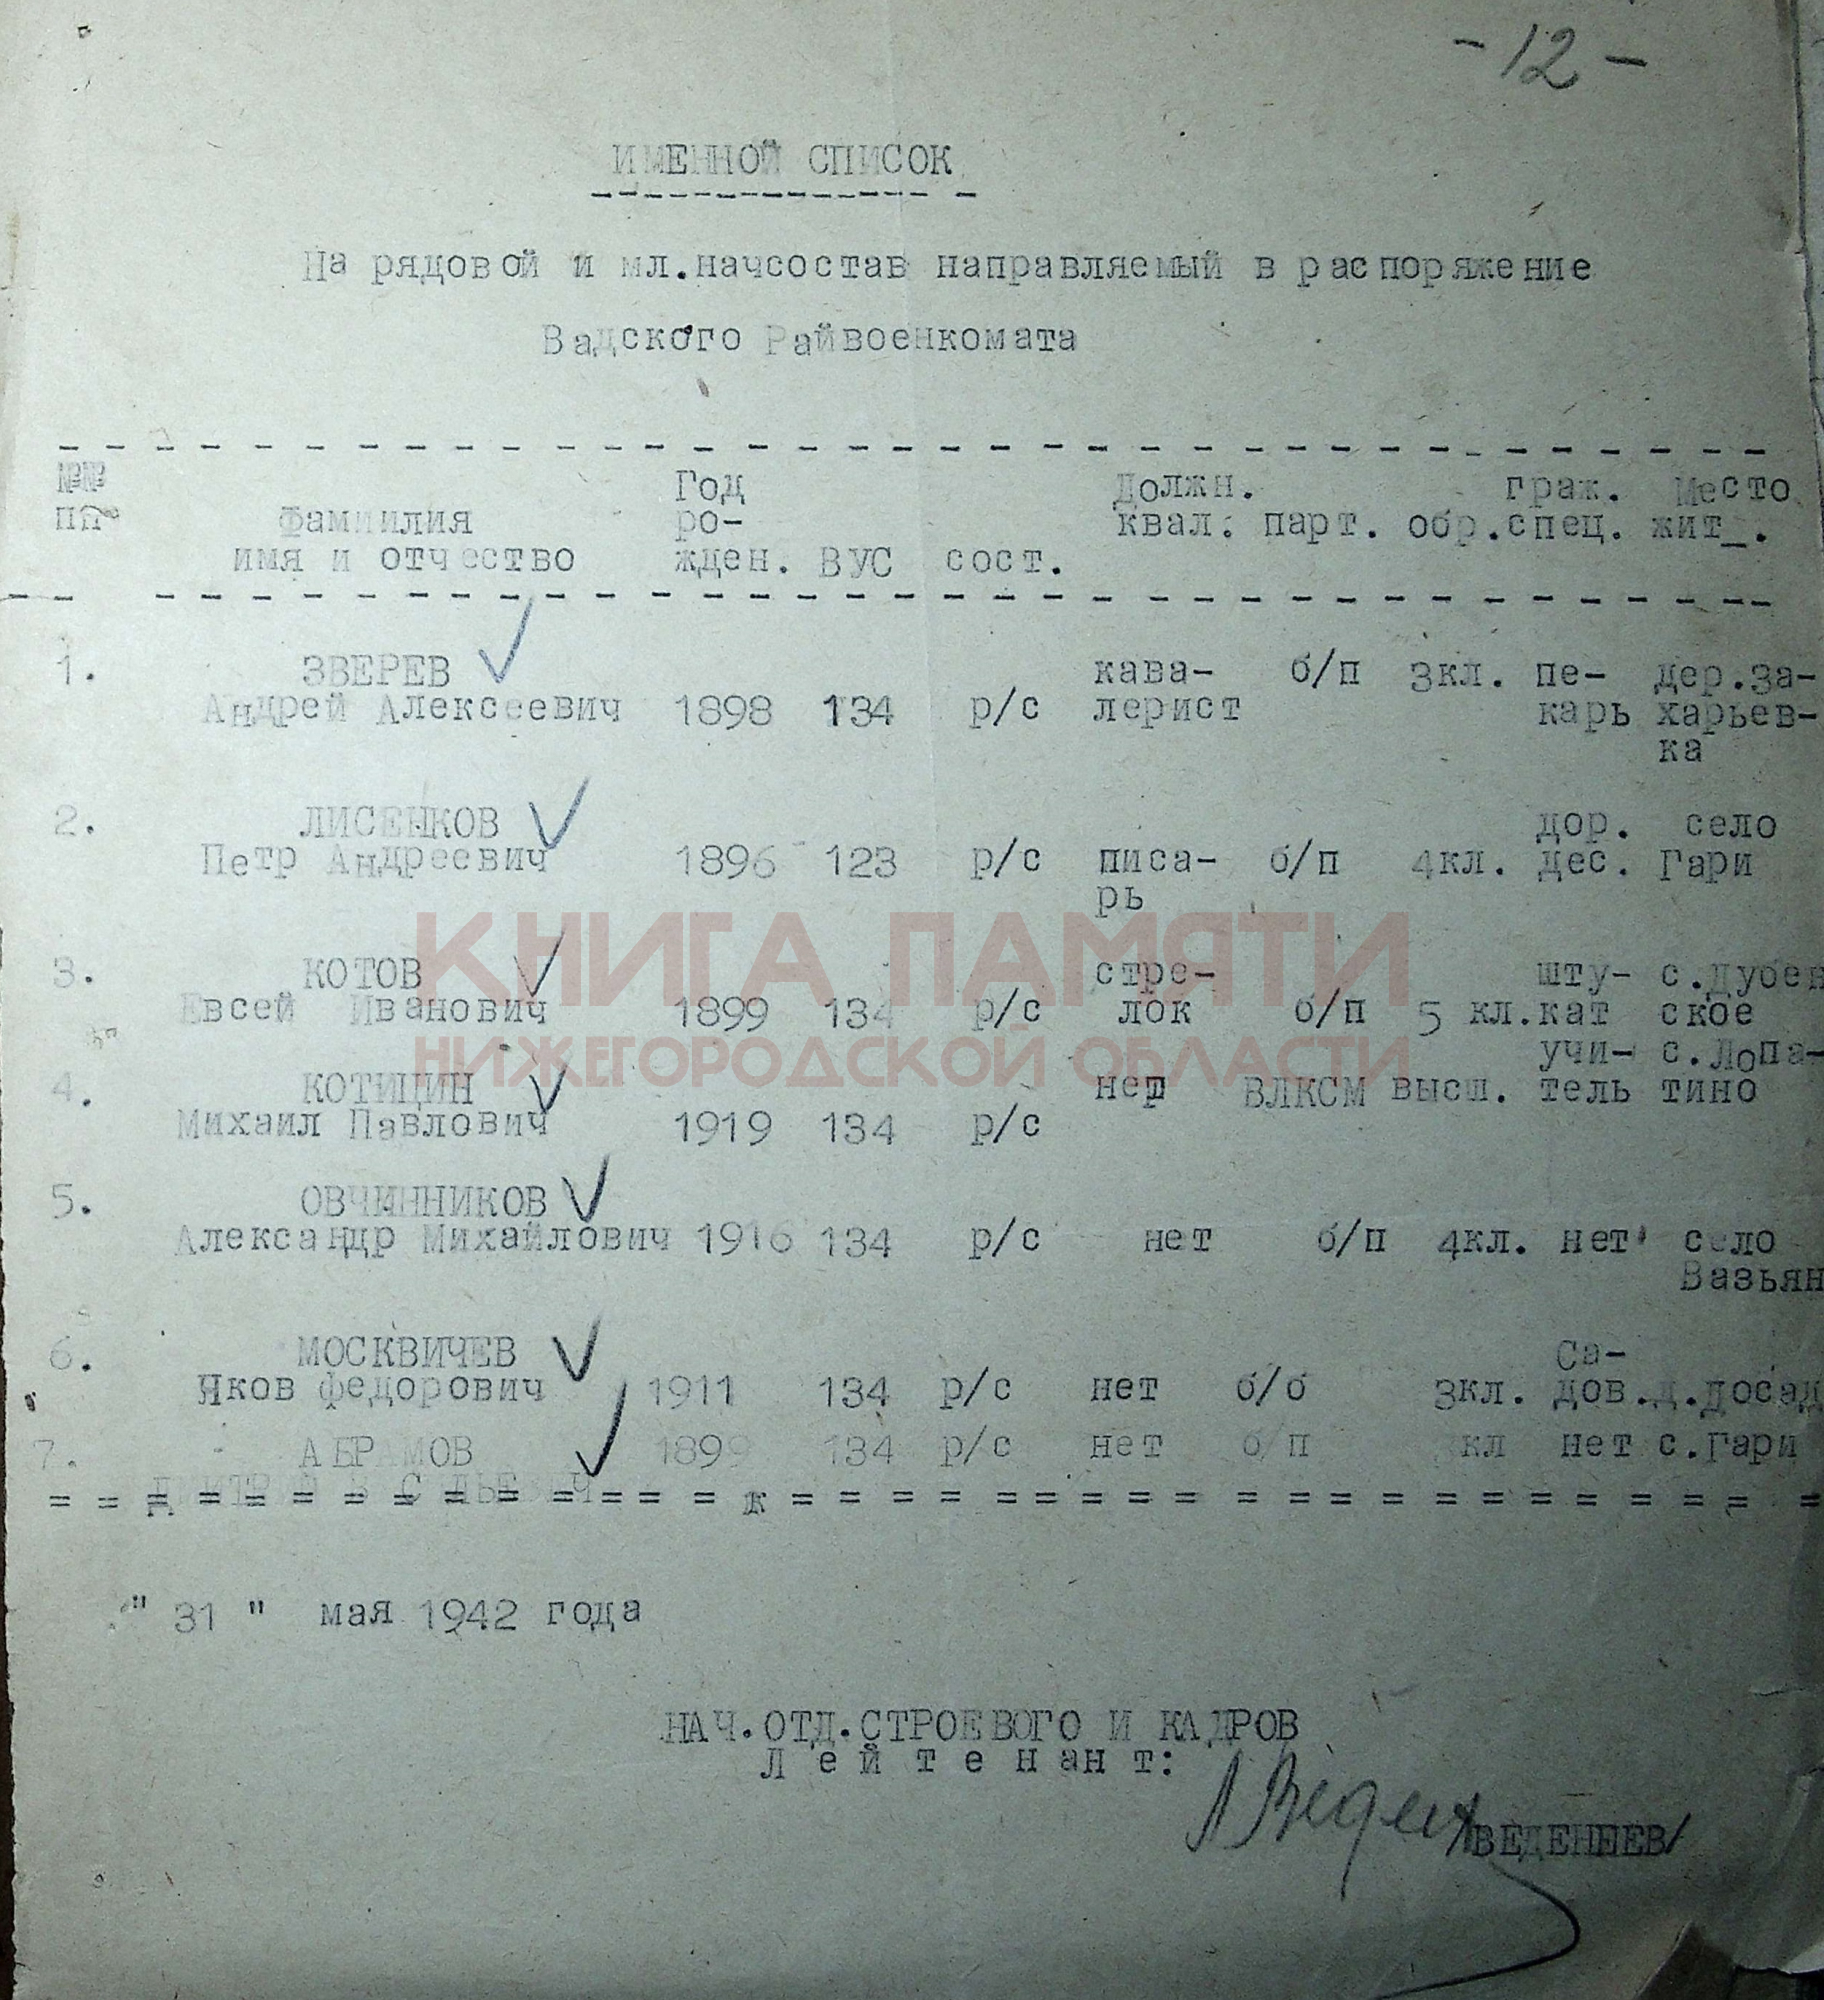 - 12 -
ИМЕННОЙ СПИСОК
На рядовой и мл.начсостав направляемый в распоряжение
Вадского Райвоенкомата
№№ Год Должн. граж. Место
пп Фамиилия ро- квал. парт. обр.спец. жит_.
имя и отчество жден. ВУС сост.
1. ЗВЕРЕВ кава- б/п 3кл. пе- дер.За-
Андрей Алексеевич 1898 134 р/с лерист карь харьев-
ка
2. ЛИСЕНКОВ дор. село
Петр Андреевич 1896 123 р/с писа- б/п 4кл. дес. Гари
рь
3. КОТОВ стре- шту- с.Дубен
Евсей Иванович 1899 134 р/с лок б/п 5 кл.кат ское
учи- с.Лопа-
4. КОТИЦИН нет ВЛКСМ высш. тель тино
Михаил Павлович 1919 134 р/с
5. ОВЧИННИКОВ
Александр Михайлович 1916 134 р/с нет б/п 4кл. нет село
Вазьян
6. МОСКВИЧЕВ Са-
Яков Федорович 1911 134 р/с нет б/б 3кл. дов.д.Досад
7. АБРАМОВ 1899 134 р/с нет б/п кл нет с.Гари
КНИГА ПАМЯТИ
НИЖЕГОРОДСКОЙ ОБЛАСТИ
" 31 " мая 1942 года
НАЧ.ОТД.СТРОЕВОГО И КАДРОВ
Лейтенант:
/ВЕДЕНЕЕВ/